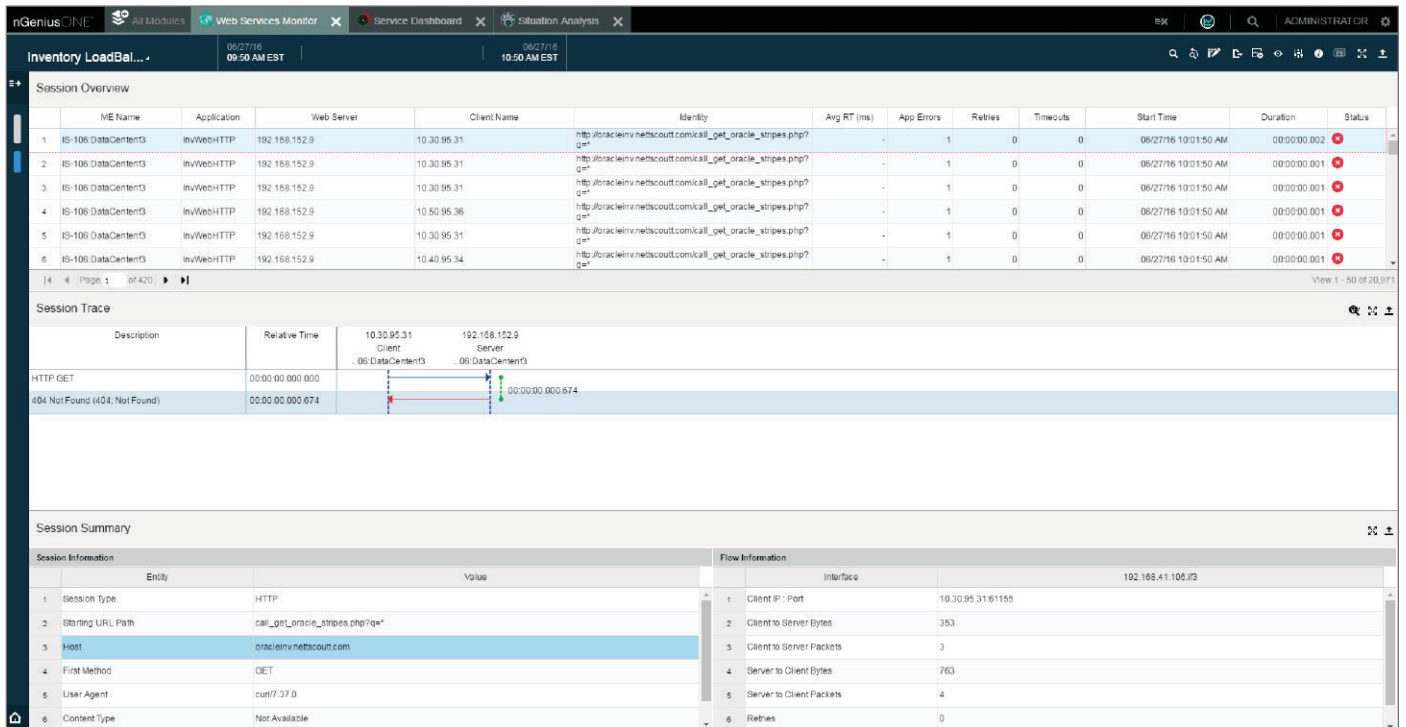 nGeniusONE All Modules Web Services Monitor X Service Dashboard X Situation Analysis X ADMINISTRATOR
Inventory LoadBal... 06/27/16 09:50 AM EST 06/27/16 10:50 AM EST
Session Overview
ME Name Application Web Server Client Name Identity Avg RT (ms) App Errors Retries Timeouts Start Time Duration Status
1 IS-106:DataCenterif3 InvWebHTTP 192.168.152.9 10.30.95.31 http://oracleinv.nettscoutt.com/call_get_oracle_stripes.php?q=* - 1 0 0 06/27/16 10:01:50 AM 00:00:00.002
2 IS-106:DataCenterif3 InvWebHTTP 192.168.152.9 10.30.95.31 http://oracleinv.nettscoutt.com/call_get_oracle_stripes.php?q=* - 1 0 0 06/27/16 10:01:50 AM 00:00:00.001
3 IS-106:DataCenterif3 InvWebHTTP 192.168.152.9 10.30.95.31 http://oracleinv.nettscoutt.com/call_get_oracle_stripes.php?q=* - 1 0 0 06/27/16 10:01:50 AM 00:00:00.001
4 IS-106:DataCenterif3 InvWebHTTP 192.168.152.9 10.50.95.36 http://oracleinv.nettscoutt.com/call_get_oracle_stripes.php?q=* - 1 0 0 06/27/16 10:01:50 AM 00:00:00.001
5 IS-106:DataCenterif3 InvWebHTTP 192.168.152.9 10.30.95.31 http://oracleinv.nettscoutt.com/call_get_oracle_stripes.php?q=* - 1 0 0 06/27/16 10:01:50 AM 00:00:00.001
6 IS-106:DataCenterif3 InvWebHTTP 192.168.152.9 10.40.95.34 http://oracleinv.nettscoutt.com/call_get_oracle_stripes.php?q=* - 1 0 0 06/27/16 10:01:50 AM 00:00:00.001
Page 1 of 420 View 1 - 50 of 20,971
Session Trace
Description Relative Time 10.30.95.31 192.168.152.9
Client Server
...06:DataCenterif3 ...06:DataCenterif3
HTTP GET 00:00:00.000.000
00:00:00.000.674
404 Not Found (404: Not Found) 00:00:00.000.674
Session Summary
Session Information Flow Information
Entity Value Interface 192.168.41.106:if3
1 Session Type HTTP 1 Client IP : Port 10.30.95.31:61155
2 Starting URL Path call_get_oracle_stripes.php?q=* 2 Client to Server Bytes 353
3 Host oracleinv.nettscoutt.com 3 Client to Server Packets 3
4 First Method GET 4 Server to Client Bytes 763
5 User Agent curl/7.37.0 5 Server to Client Packets 4
6 Content Type Not Available 6 Retries 0